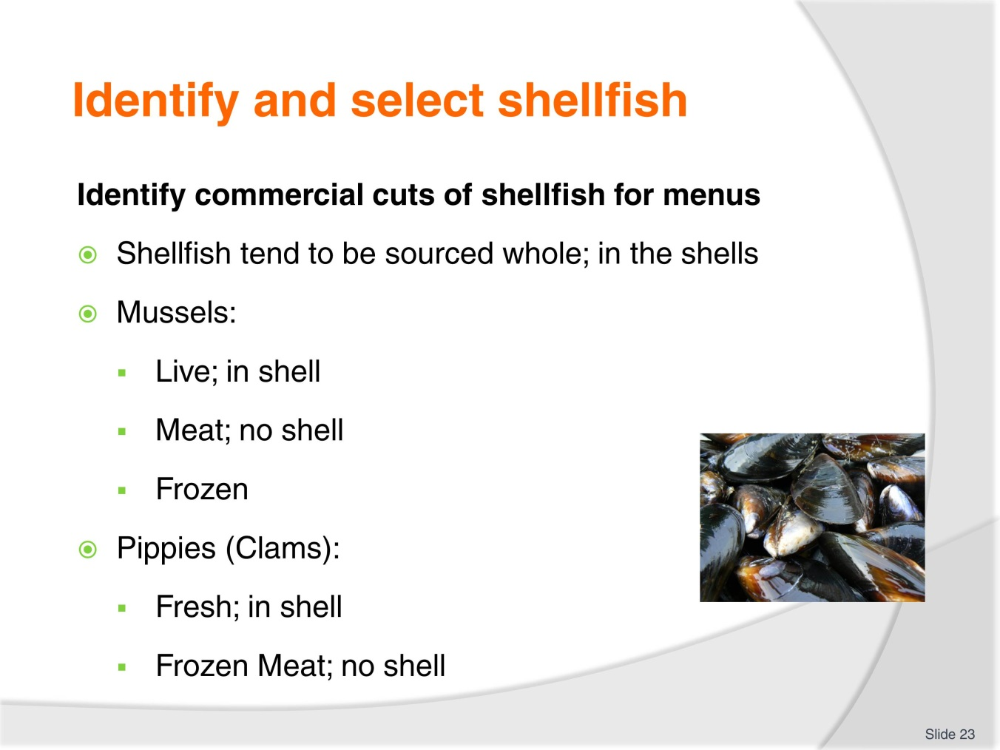 Identify and select shellfish
Identify commercial cuts of shellfish for menus
Shellfish tend to be sourced whole; in the shells
Mussels:
Live; in shell
Meat; no shell
Frozen
Pippies (Clams):
Fresh; in shell
Frozen Meat; no shell
Slide 23